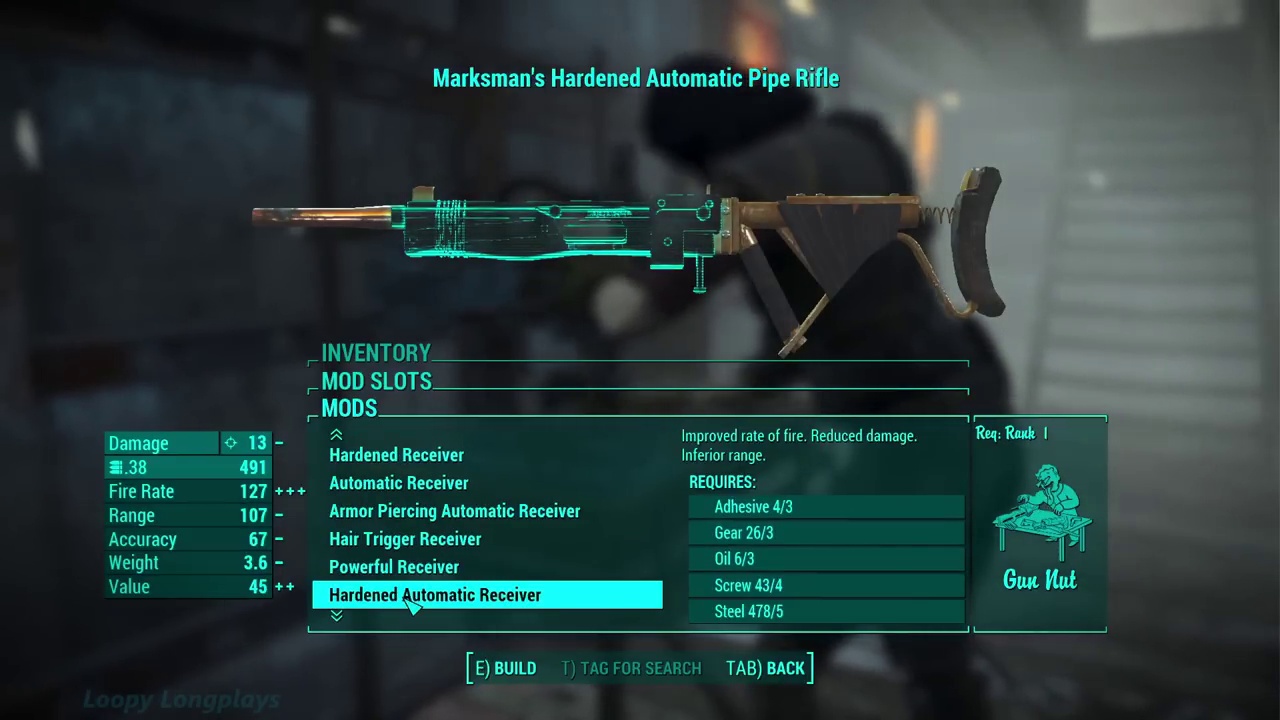 Marksman's Hardened Automatic Pipe Rifle
INVENTORY
MOD SLOTS
MODS
Damage 13 -
.38 491
Fire Rate 127 +++
Range 107 -
Accuracy 67 -
Weight 3.6 -
Value 45 ++
Hardened Receiver
Automatic Receiver
Armor Piercing Automatic Receiver
Hair Trigger Receiver
Powerful Receiver
Hardened Automatic Receiver
Improved rate of fire. Reduced damage.
Inferior range.
REQUIRES:
Adhesive 4/3
Gear 26/3
Oil 6/3
Screw 43/4
Steel 478/5
Req: Rank 1
Gun Nut
E) BUILD T) TAG FOR SEARCH TAB) BACK
Loopy Longplays